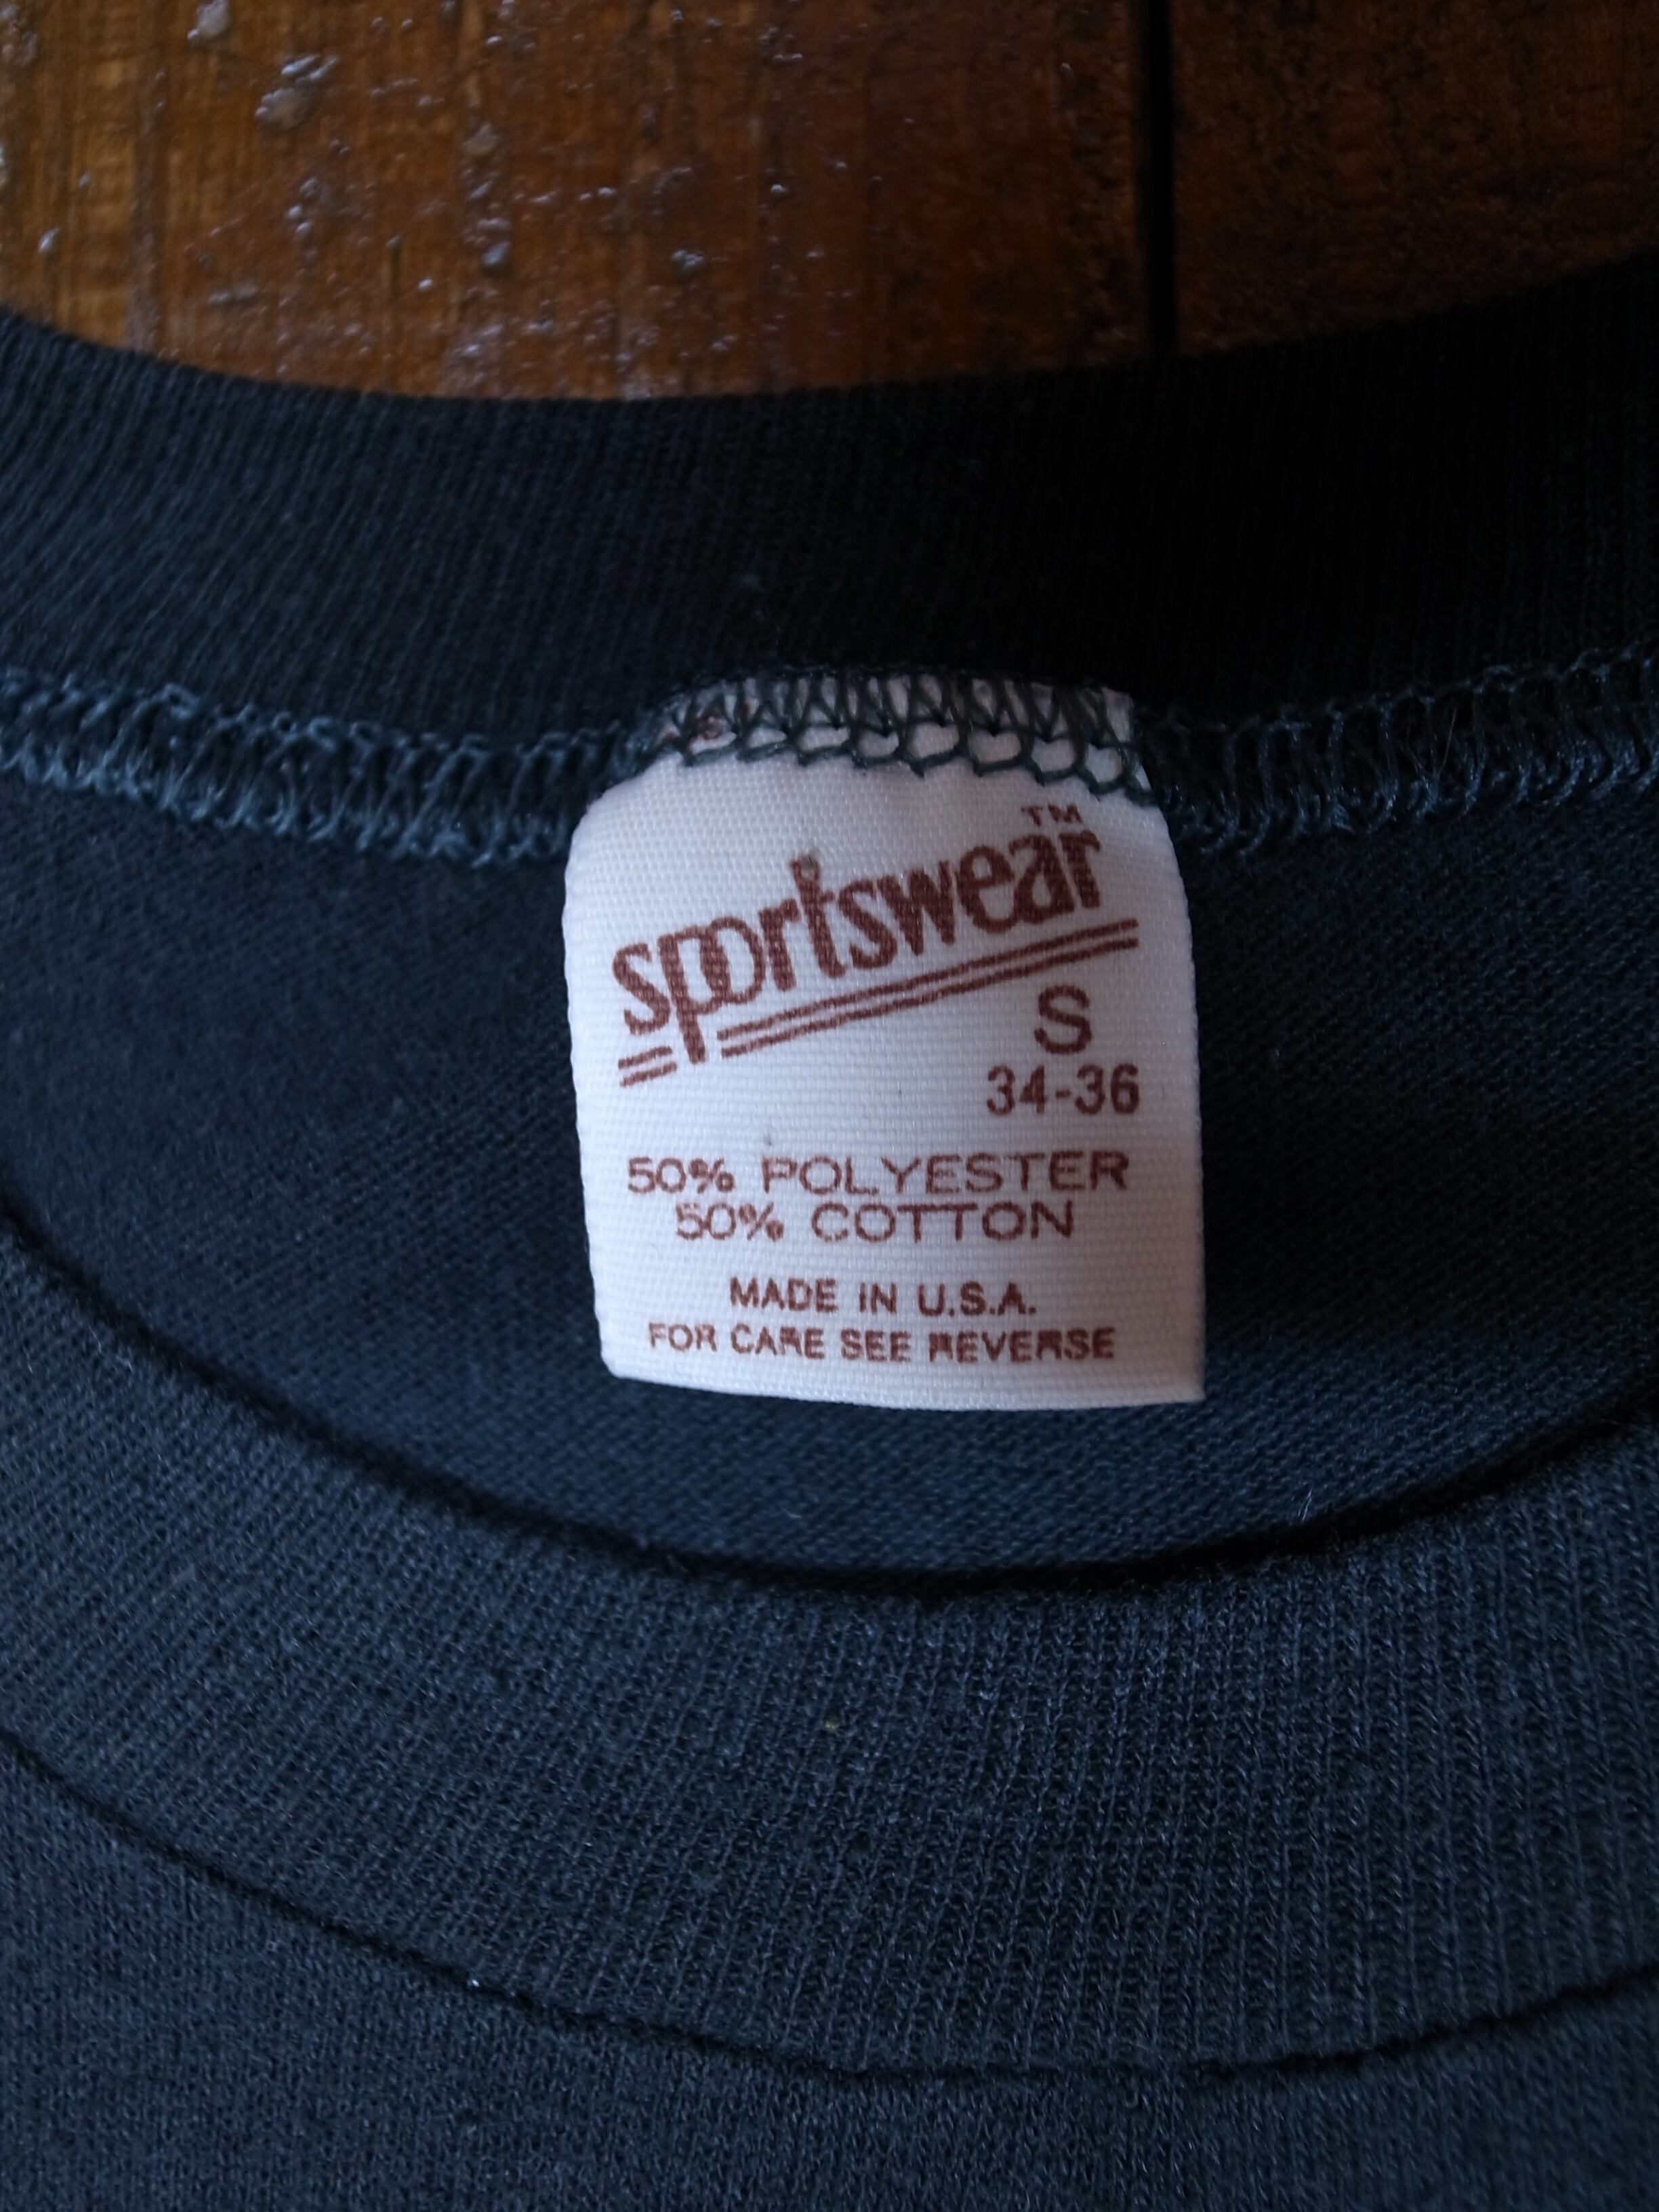 sportswear™
S
34-36
50% POLYESTER
50% COTTON
MADE IN U.S.A.
FOR CARE SEE REVERSE